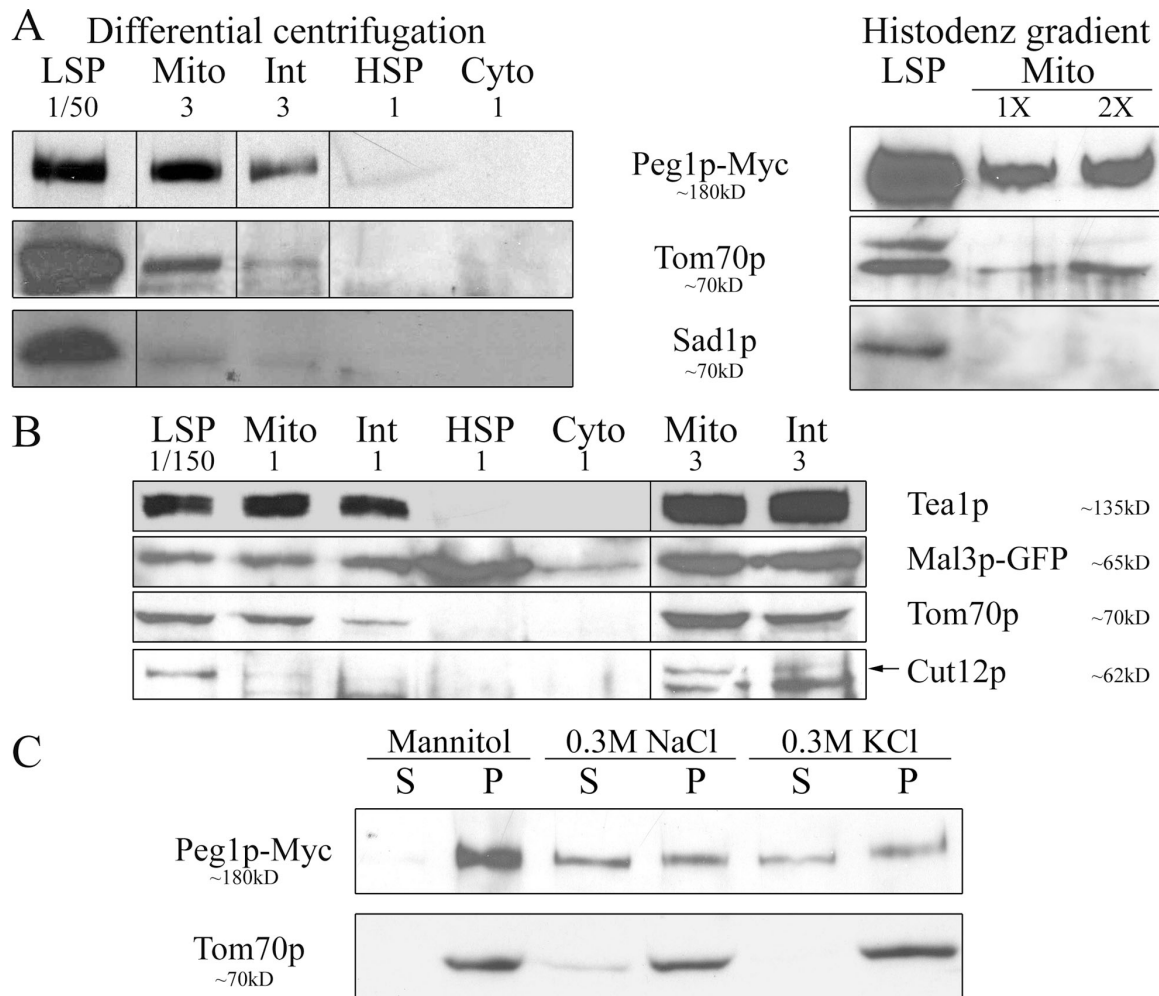 A
Differential centrifugation
Histodenz gradient
LSP Mito Int HSP Cyto
LSP Mito
1/50 3 3 1 1
1X 2X
Peg1p-Myc
~180kD
Tom70p
~70kD
Sad1p
~70kD
B
LSP Mito Int HSP Cyto Mito Int
1/150 1 1 1 1 3 3
Tea1p ~135kD
Mal3p-GFP ~65kD
Tom70p ~70kD
Cut12p ~62kD
C
Mannitol 0.3M NaCl 0.3M KCl
S P S P S P
Peg1p-Myc
~180kD
Tom70p
~70kD